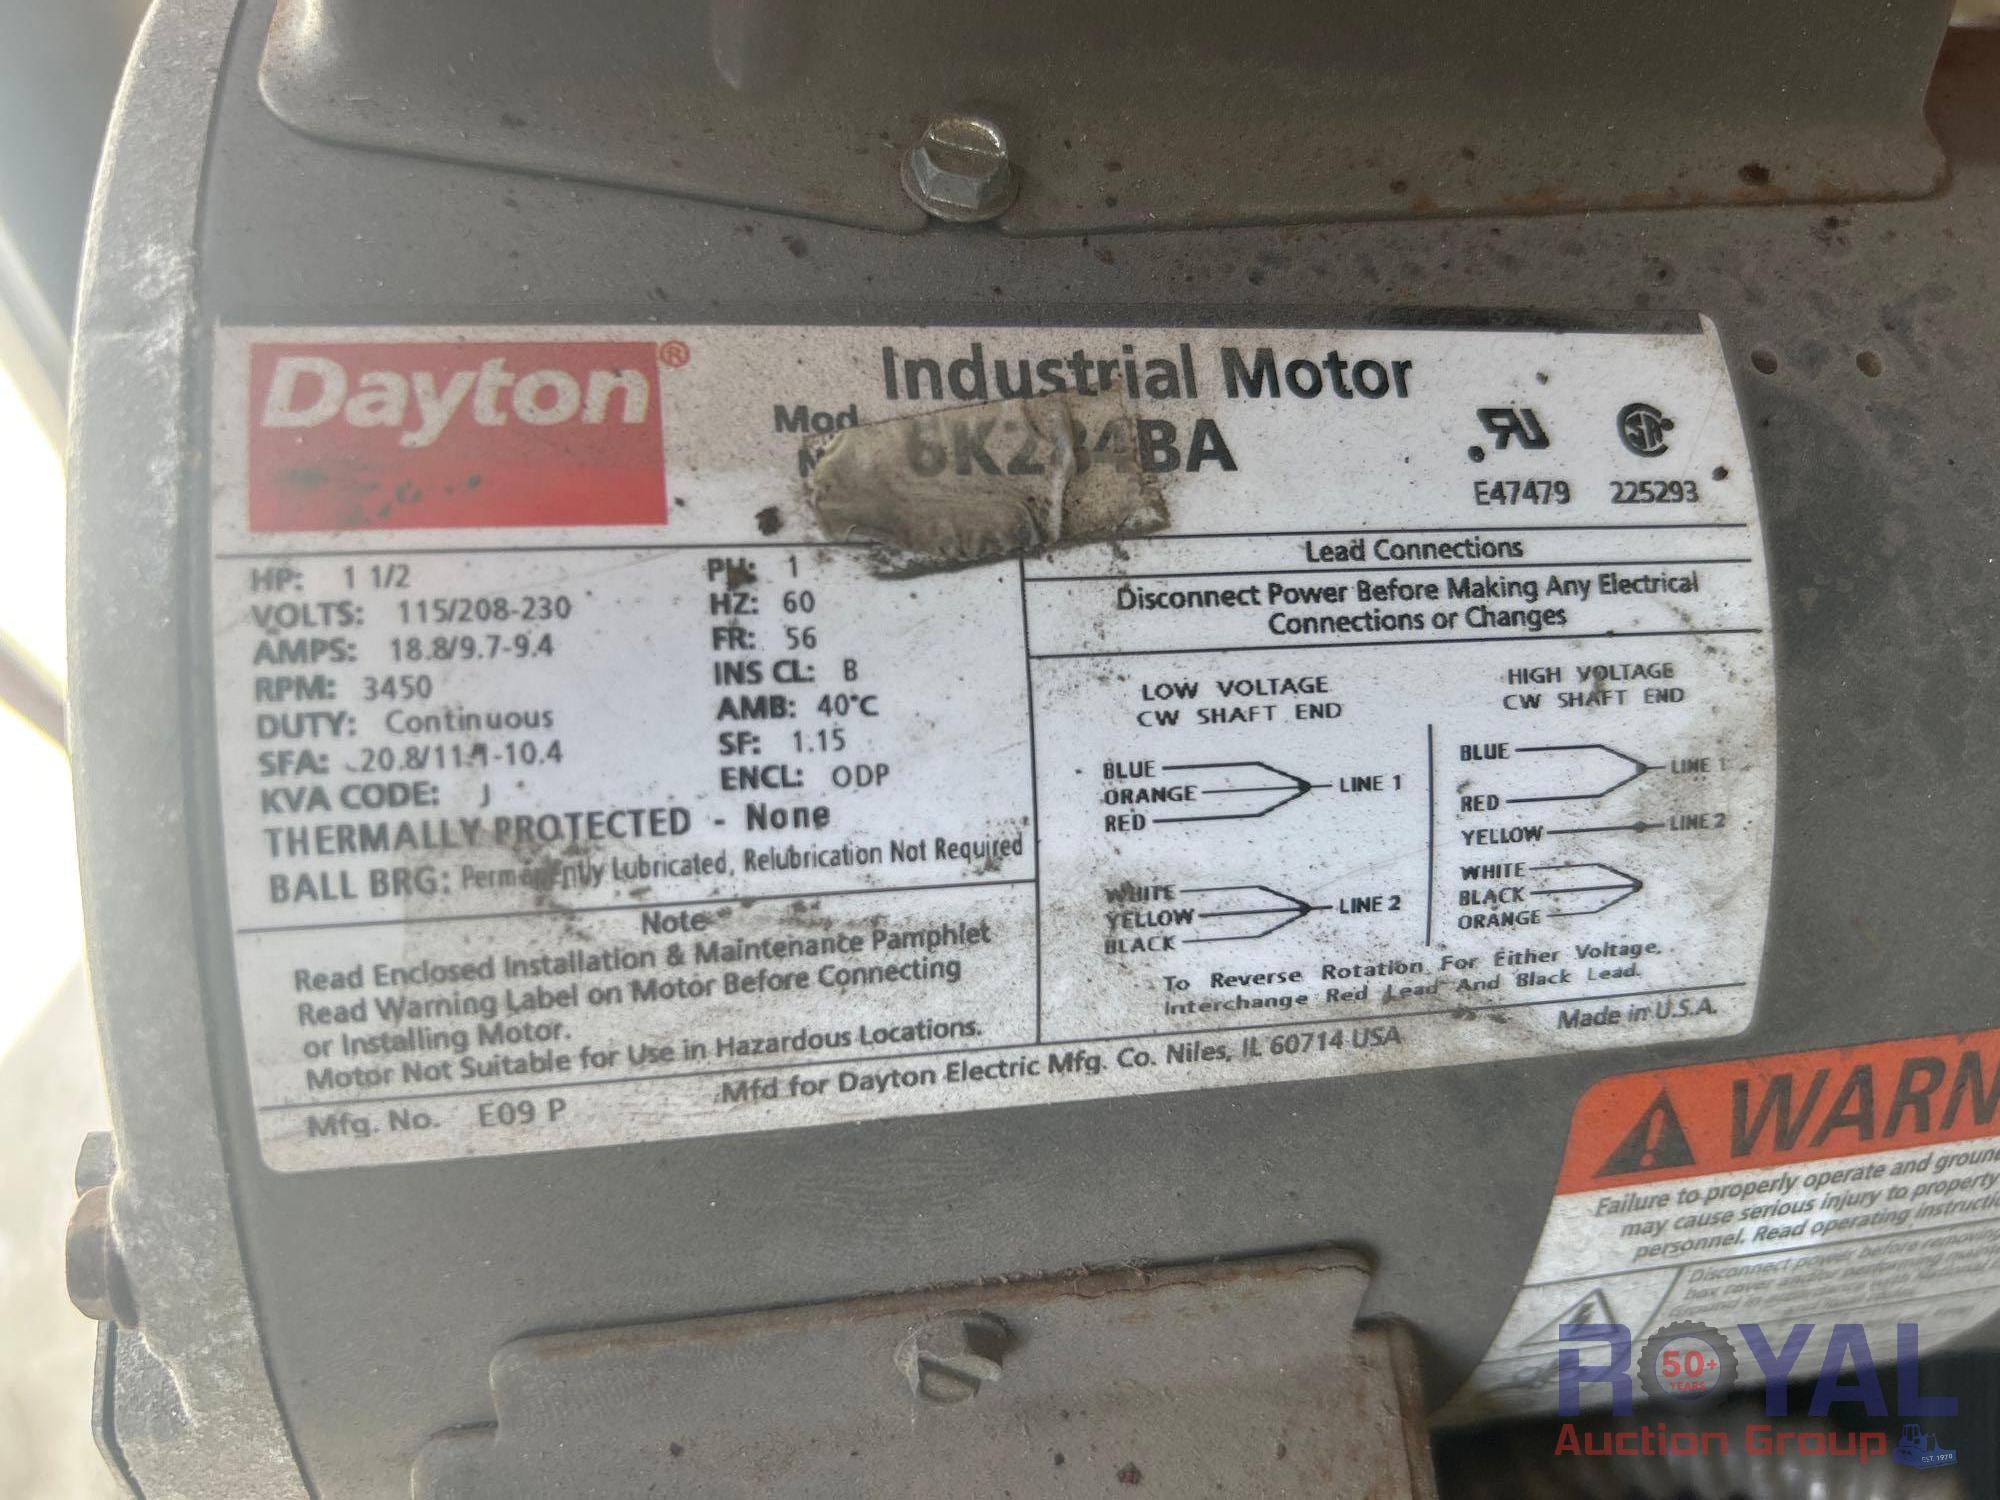 Dayton®
Industrial Motor
Mod
6K284BA
E47479 225293
HP: 1 1/2 PH: 1
VOLTS: 115/208-230 HZ: 60
AMPS: 18.8/9.7-9.4 FR: 56
RPM: 3450 INS CL: B
DUTY: Continuous AMB: 40°C
SFA: 20.8/11.1-10.4 SF: 1.15
KVA CODE: J ENCL: ODP
THERMALLY PROTECTED - None
BALL BRG: Permanently Lubricated, Relubrication Not Required
Note
Read Enclosed Installation & Maintenance Pamphlet
Read Warning Label on Motor Before Connecting
or Installing Motor.
Motor Not Suitable for Use in Hazardous Locations.
Mfg. No. E09 P
Mfd for Dayton Electric Mfg. Co. Niles, IL 60714 USA
Made in U.S.A.
Lead Connections
Disconnect Power Before Making Any Electrical
Connections or Changes
LOW VOLTAGE
CW SHAFT END
BLUE
ORANGE LINE 1
RED
WHITE
YELLOW LINE 2
BLACK
HIGH VOLTAGE
CW SHAFT END
BLUE
LINE 1
RED
YELLOW LINE 2
WHITE
BLACK
ORANGE
To Reverse Rotation For Either Voltage,
Interchange Red Lead And Black Lead.
WARN
Failure to properly operate and groun
may cause serious injury to property
personnel. Read operating instructi
Disconnect power before removing
ROYAL
50+
YEARS
Auction Group
EST. 1970